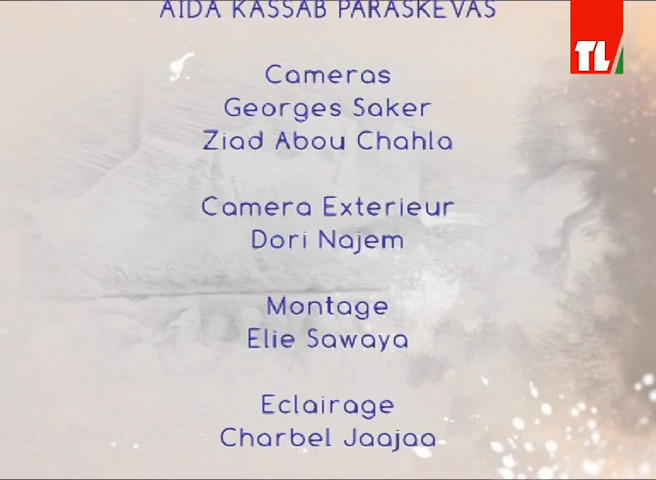 AIDA KASSAB PARASKEVAS
TL
Cameras
Georges Saker
Ziad Abou Chahla
Camera Exterieur
Dori Najem
Montage
Elie Sawaya
Eclairage
Charbel Jaajaa